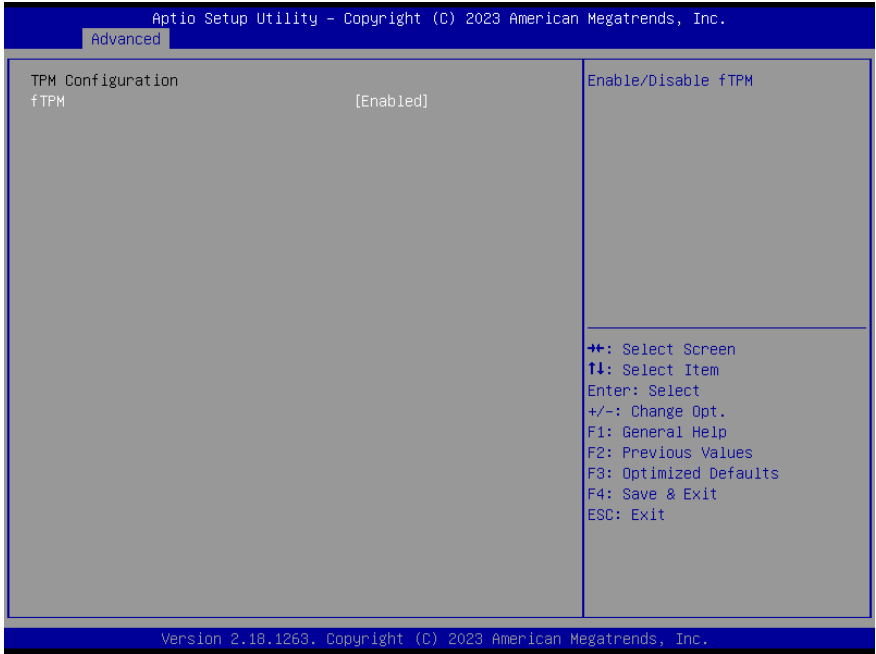 Aptio Setup Utility – Copyright (C) 2023 American Megatrends, Inc.
Advanced
TPM Configuration
fTPM [Enabled]
Enable/Disable fTPM
→←: Select Screen
↑↓: Select Item
Enter: Select
+/-: Change Opt.
F1: General Help
F2: Previous Values
F3: Optimized Defaults
F4: Save & Exit
ESC: Exit
Version 2.18.1263. Copyright (C) 2023 American Megatrends, Inc.